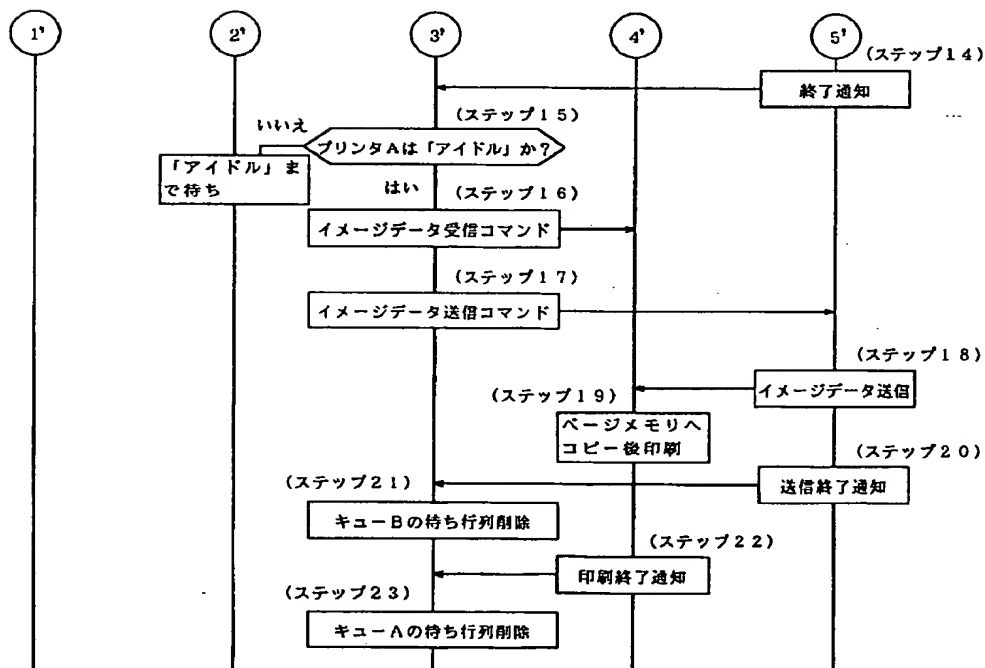 1'
2'
3'
4'
5'
(ステップ14)
終了通知
(ステップ15)
いいえ
プリンタAは「アイドル」か?
「アイドル」ま
で待ち
はい
(ステップ16)
イメージデータ受信コマンド
(ステップ17)
イメージデータ送信コマンド
(ステップ18)
イメージデータ送信
(ステップ19)
ページメモリへ
コピー後印刷
(ステップ20)
送信終了通知
(ステップ21)
キューBの待ち行列削除
(ステップ22)
印刷終了通知
(ステップ23)
キューAの待ち行列削除